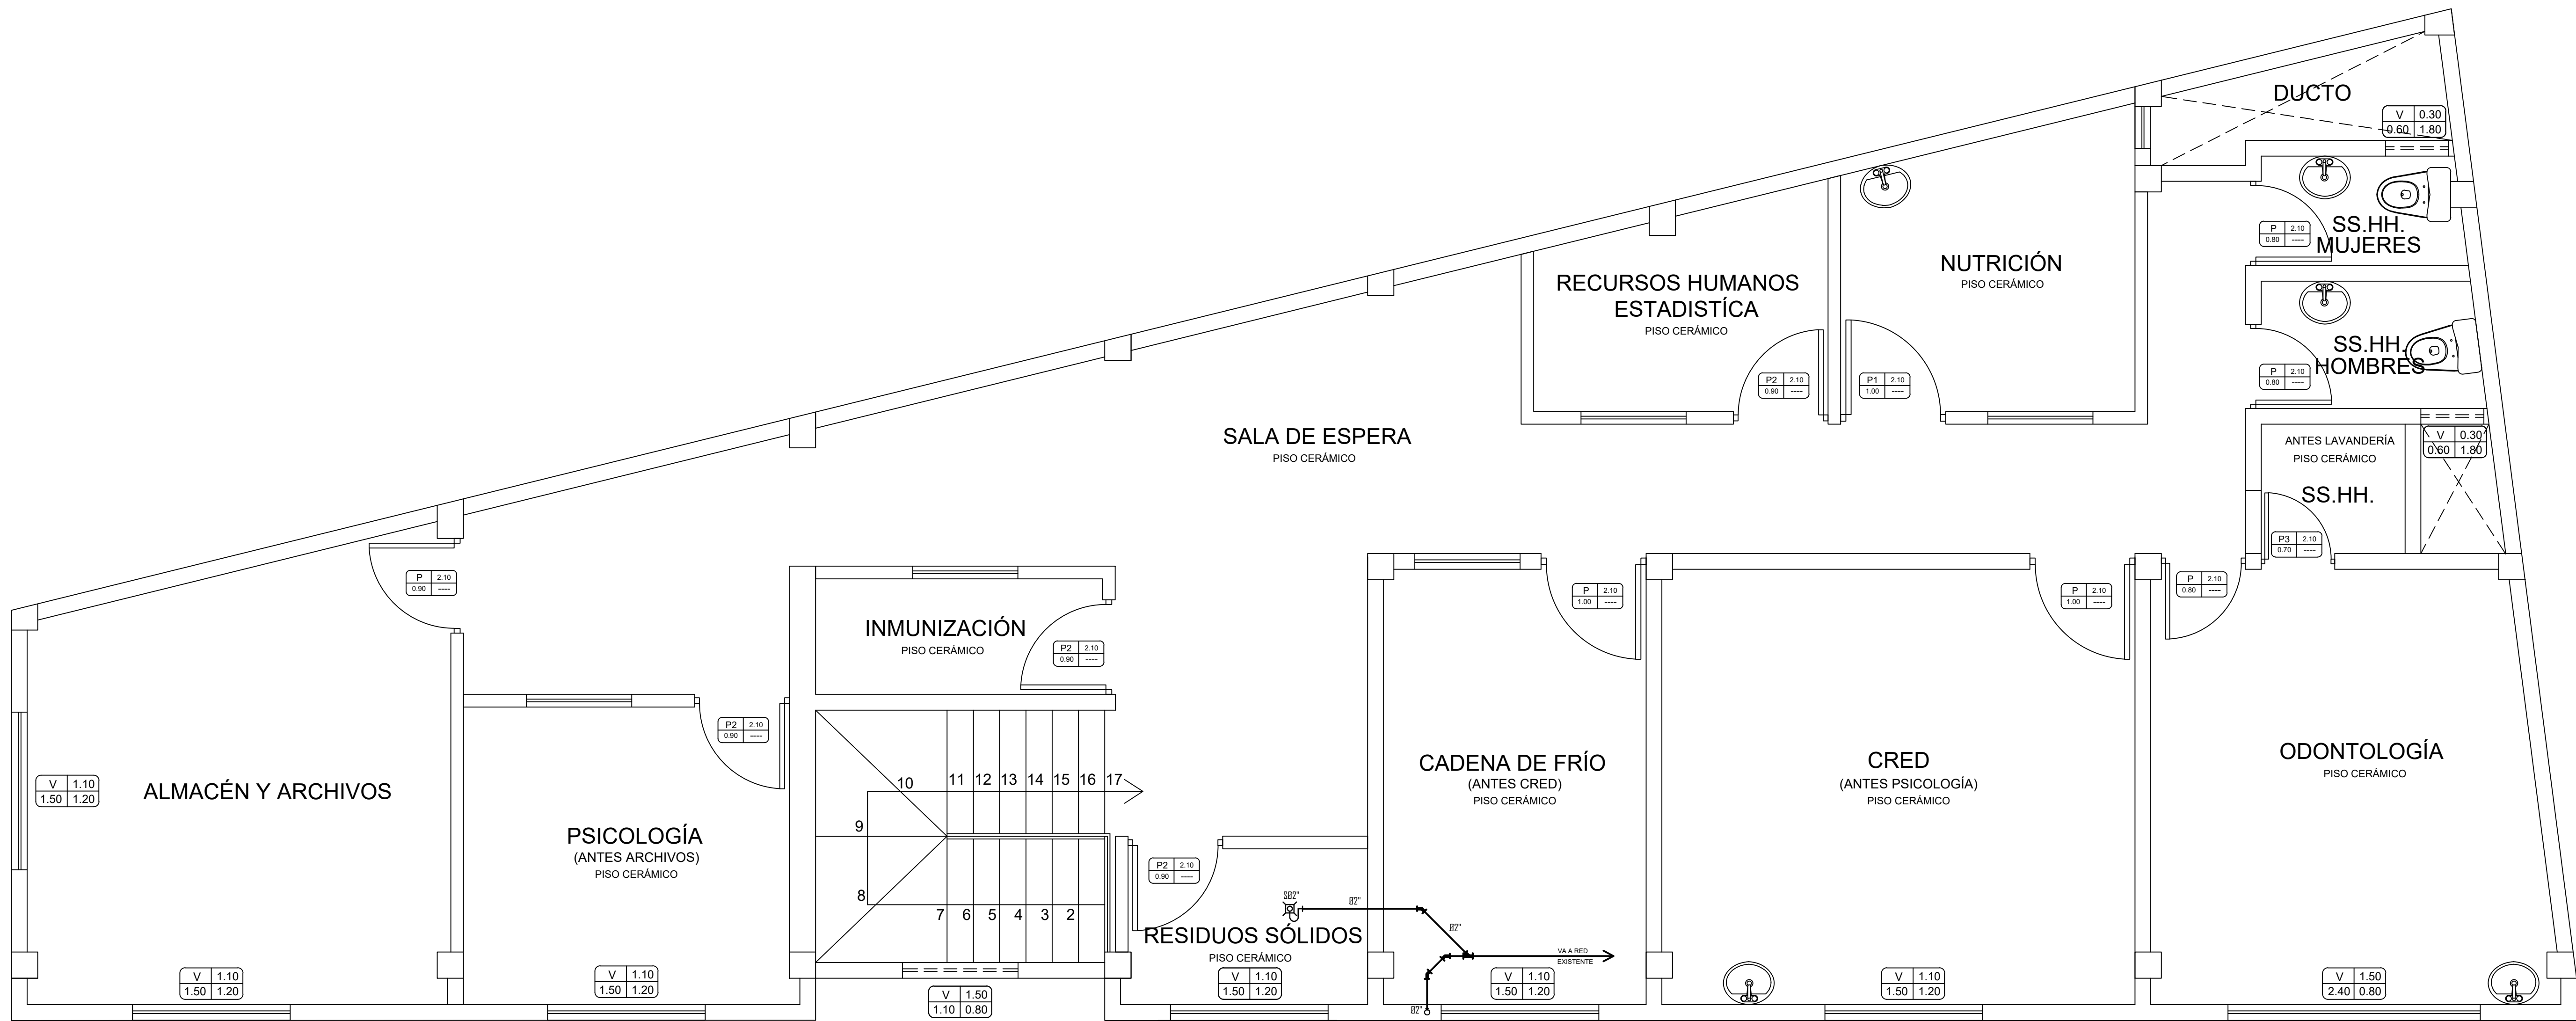 DUCTO
V 0.30
0.60 1.80
SS.HH.
MUJERES
P 2.10
0.80 ----
NUTRICIÓN
PISO CERÁMICO
RECURSOS HUMANOS
ESTADISTÍCA
PISO CERÁMICO
P2 2.10
0.90 ----
P1 2.10
1.00 ----
SS.HH.
HOMBRES
P 2.10
0.80 ----
SALA DE ESPERA
PISO CERÁMICO
ANTES LAVANDERÍA
PISO CERÁMICO
SS.HH.
V 0.30
0.60 1.80
P3 2.10
0.70 ----
P 2.10
0.90 ----
P 2.10
1.00 ----
P 2.10
1.00 ----
P 2.10
0.80 ----
INMUNIZACIÓN
PISO CERÁMICO
P2 2.10
0.90 ----
P2 2.10
0.90 ----
V 1.10
1.50 1.20
ALMACÉN Y ARCHIVOS
PSICOLOGÍA
(ANTES ARCHIVOS)
PISO CERÁMICO
10 11 12 13 14 15 16 17
9
8
7 6 5 4 3 2
CADENA DE FRÍO
(ANTES CRED)
PISO CERÁMICO
CRED
(ANTES PSICOLOGÍA)
PISO CERÁMICO
ODONTOLOGÍA
PISO CERÁMICO
P2 2.10
0.90 ----
SØ2"
Ø2"
Ø2"
RESIDUOS SÓLIDOS
PISO CERÁMICO
VA A RED
EXISTENTE
Ø2"
V 1.10
1.50 1.20
V 1.10
1.50 1.20
V 1.50
1.10 0.80
V 1.10
1.50 1.20
V 1.10
1.50 1.20
V 1.10
1.50 1.20
V 1.50
2.40 0.80